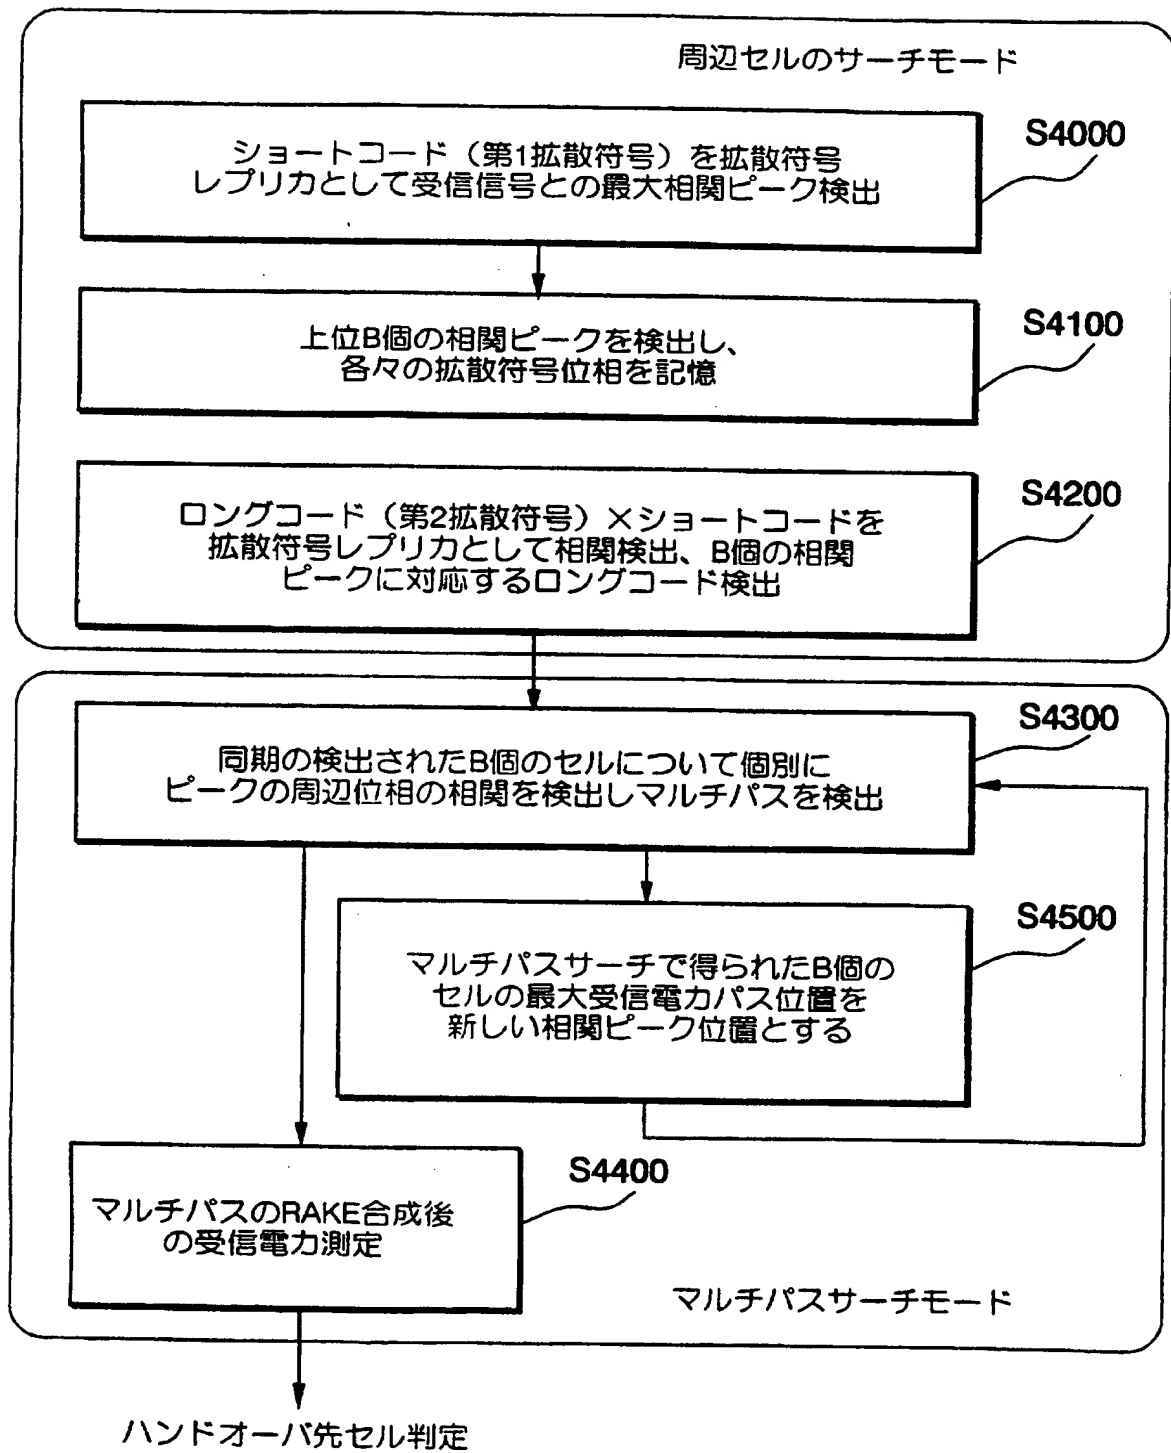 周辺セルのサーチモード
S4000
ショートコード（第1拡散符号）を拡散符号
レプリカとして受信信号との最大相関ピーク検出
S4100
上位B個の相関ピークを検出し、
各々の拡散符号位相を記憶
S4200
ロングコード（第2拡散符号）×ショートコードを
拡散符号レプリカとして相関検出、B個の相関
ピークに対応するロングコード検出
S4300
同期の検出されたB個のセルについて個別に
ピークの周辺位相の相関を検出しマルチパスを検出
S4500
マルチパスサーチで得られたB個の
セルの最大受信電力パス位置を
新しい相関ピーク位置とする
S4400
マルチパスのRAKE合成後
の受信電力測定
マルチパスサーチモード
ハンドオーバ先セル判定